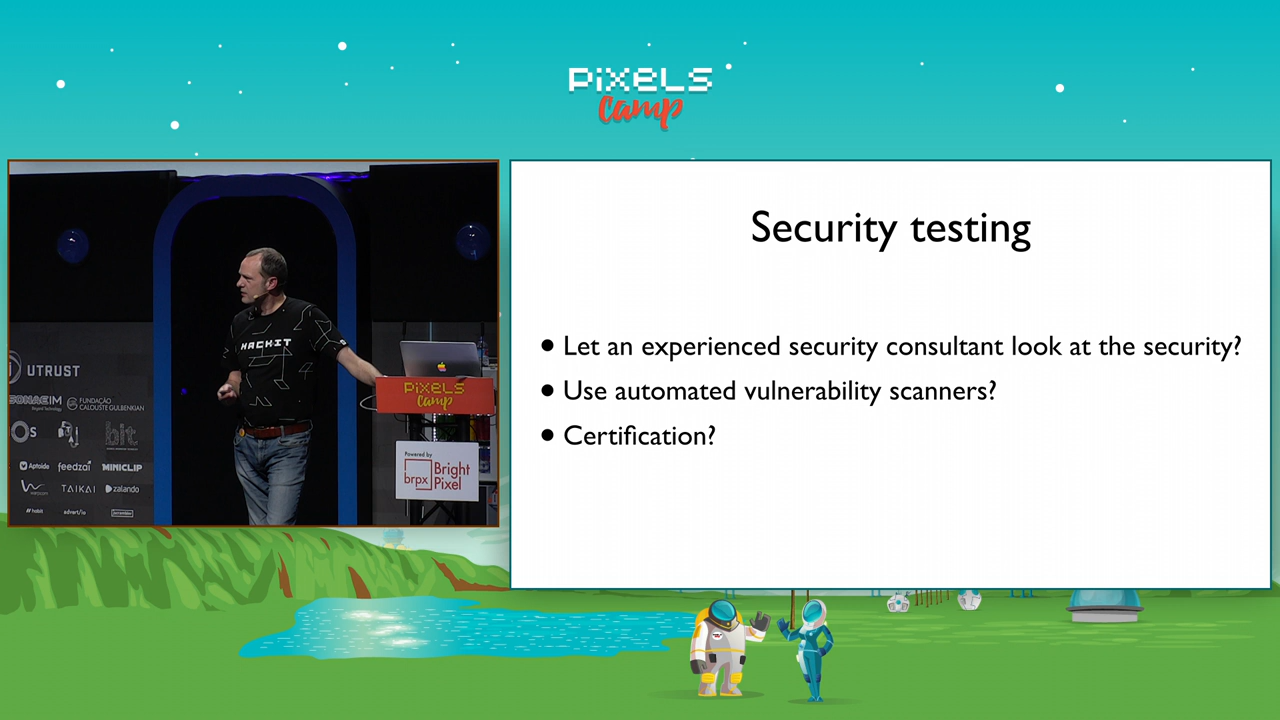 PIXELS
Camp
HACKIT
UTRUST
FUNDAÇÃO
CALOUSTE GULBENKIAN
bit
Aptoide
feedzai
MINICLIP
TAIKAI
zalando
PIXELS
Camp
Powered by
brpx
Bright
Pixel
Security testing
• Let an experienced security consultant look at the security?
• Use automated vulnerability scanners?
• Certification?